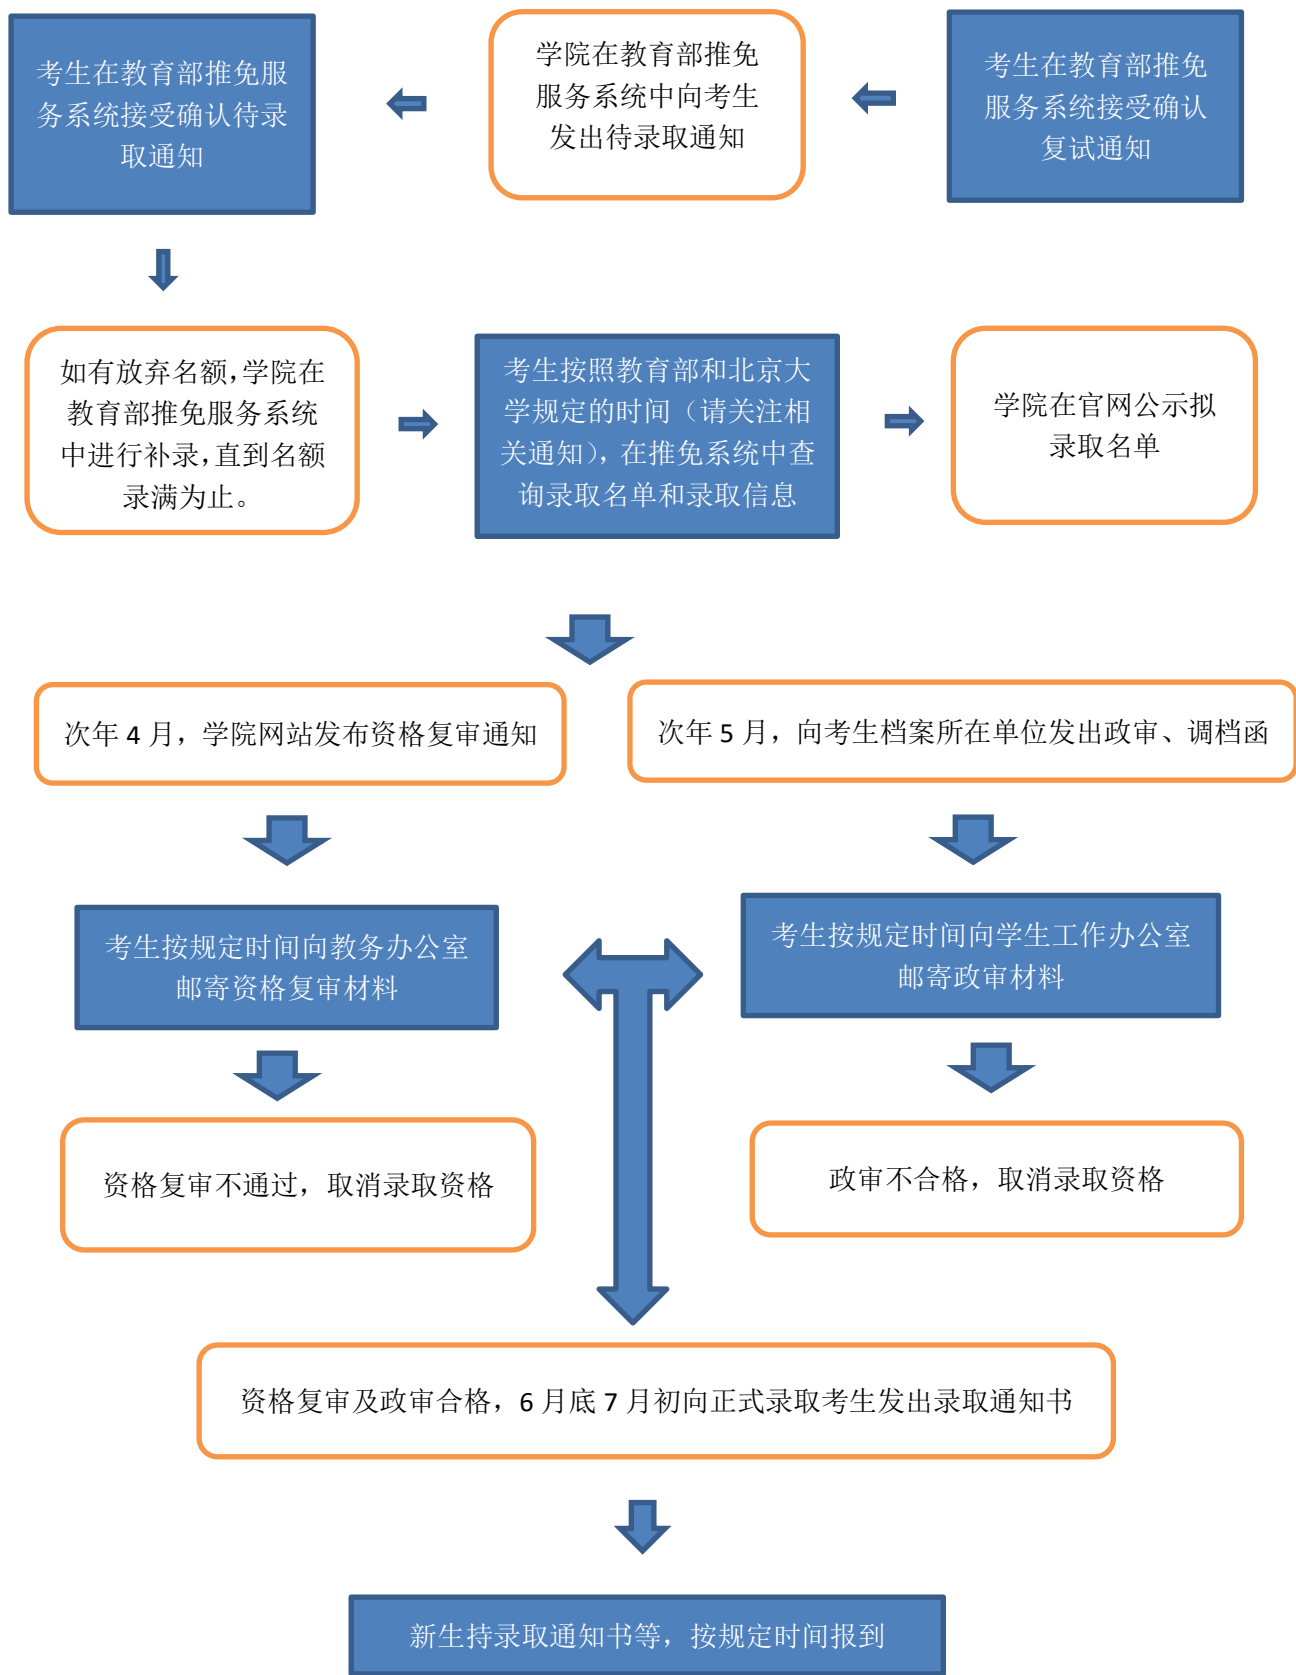 考生在教育部推免服
务系统接受确认待录
取通知
学院在教育部推免
服务系统中向考生
发出待录取通知
考生在教育部推免
服务系统接受确认
复试通知
如有放弃名额，学院在
教育部推免服务系统
中进行补录，直到名额
录满为止。
考生按照教育部和北京大
学规定的时间（请关注相
关通知），在推免系统中查
询录取名单和录取信息
学院在官网公示拟
录取名单
次年 4 月，学院网站发布资格复审通知
次年 5 月，向考生档案所在单位发出政审、调档函
考生按规定时间向教务办公室
邮寄资格复审材料
考生按规定时间向学生工作办公室
邮寄政审材料
资格复审不通过，取消录取资格
政审不合格，取消录取资格
资格复审及政审合格，6 月底 7 月初向正式录取考生发出录取通知书
新生持录取通知书等，按规定时间报到